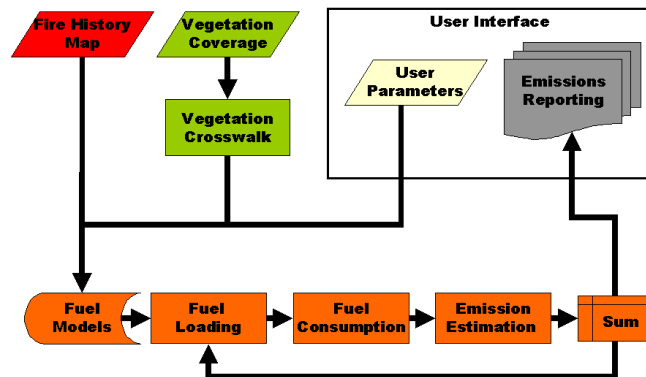 Fire History
Map
Vegetation
Coverage
User Interface
User
Parameters
Emissions
Reporting
Vegetation
Crosswalk
Fuel
Models
Fuel
Loading
Fuel
Consumption
Emission
Estimation
Sum